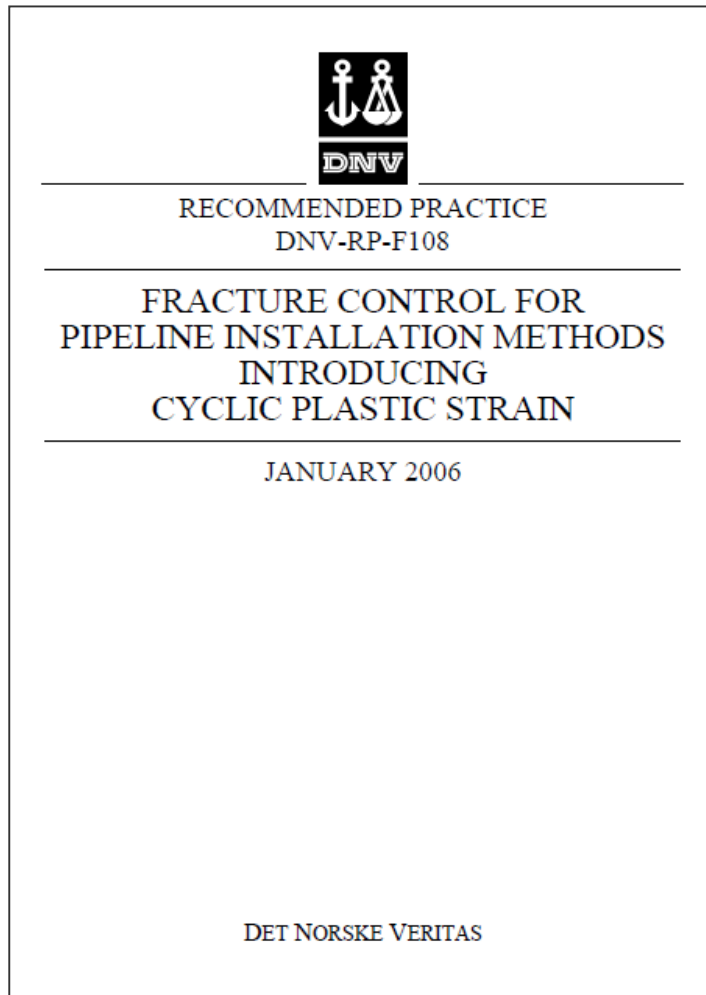 DNV
RECOMMENDED PRACTICE
DNV-RP-F108
FRACTURE CONTROL FOR
PIPELINE INSTALLATION METHODS
INTRODUCING
CYCLIC PLASTIC STRAIN
JANUARY 2006
DET NORSKE VERITAS